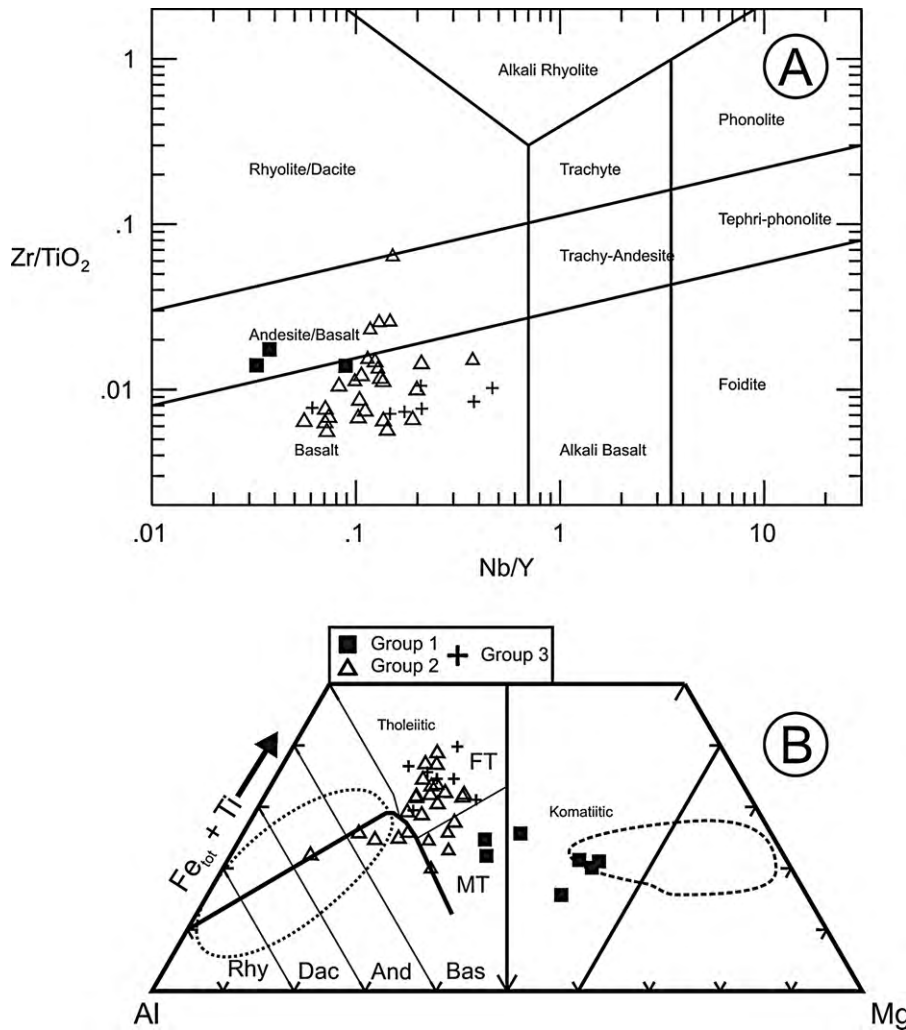 A
1
Alkali Rhyolite
Phonolite
Rhyolite/Dacite
Trachyte
Tephri-phonolite
.1
Zr/TiO₂
Trachy-Andesite
Andesite/Basalt
.01
Foidite
Basalt
Alkali Basalt
.01 .1 1 10
Nb/Y
Group 1
Group 2
Group 3
B
Tholeiitic
FT
Fetot + Ti
Komatiitic
MT
Rhy Dac And Bas
Al Mg